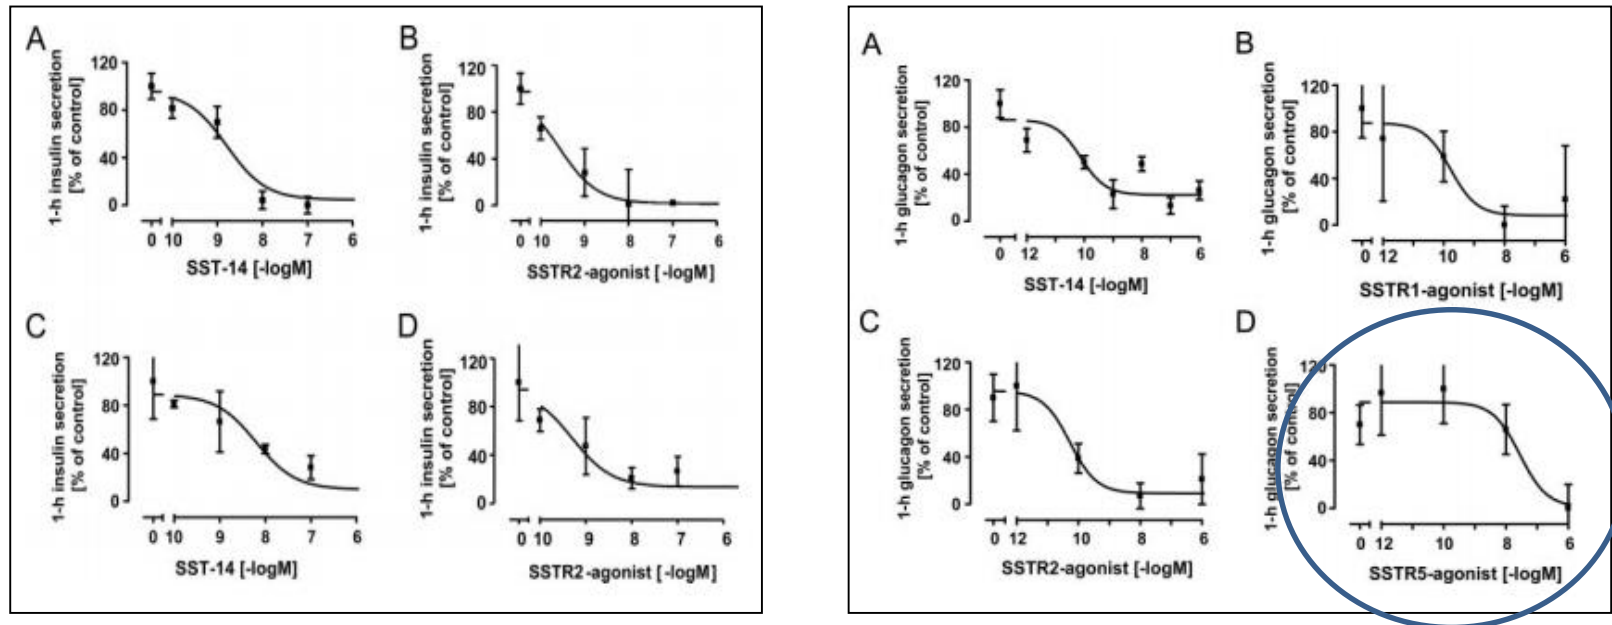 A
1-h insulin secretion
[% of control]
120
80
40
0
0 10 9 8 7 6
SST-14 [-logM]
B
1-h insulin secretion
[% of control]
120
80
40
0
0 10 9 8 7 6
SSTR2-agonist [-logM]
C
1-h insulin secretion
[% of control]
120
80
40
0
0 10 9 8 7 6
SST-14 [-logM]
D
1-h insulin secretion
[% of control]
120
80
40
0
0 10 9 8 7 6
SSTR2-agonist [-logM]
A
1-h glucagon secretion
[% of control]
120
80
40
0
0 12 10 8 6
SST-14 [-logM]
B
1-h glucagon secretion
[% of control]
120
80
40
0
0 12 10 8 6
SSTR1-agonist [-logM]
C
1-h glucagon secretion
[% of control]
120
80
40
0
0 12 10 8 6
SSTR2-agonist [-logM]
D
1-h glucagon secretion
[% of control]
120
80
40
0
0 12 10 8 6
SSTR5-agonist [-logM]